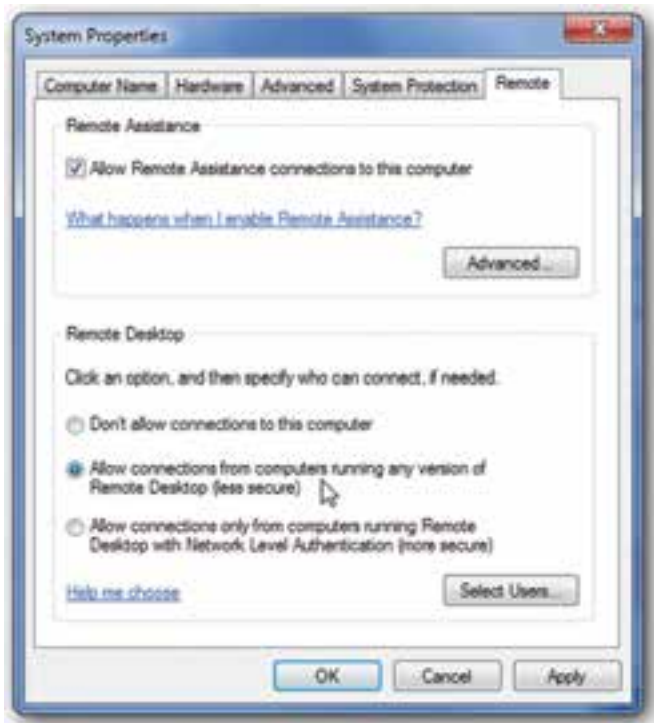 System Properties
Computer Name Hardware Advanced System Protection Remote
Remote Assistance
Allow Remote Assistance connections to this computer
What happens when I enable Remote Assistance?
Advanced...
Remote Desktop
Click an option, and then specify who can connect, if needed.
Don't allow connections to this computer
Allow connections from computers running any version of
Remote Desktop (less secure)
Allow connections only from computers running Remote
Desktop with Network Level Authentication (more secure)
Help me choose
Select Users...
OK Cancel Apply